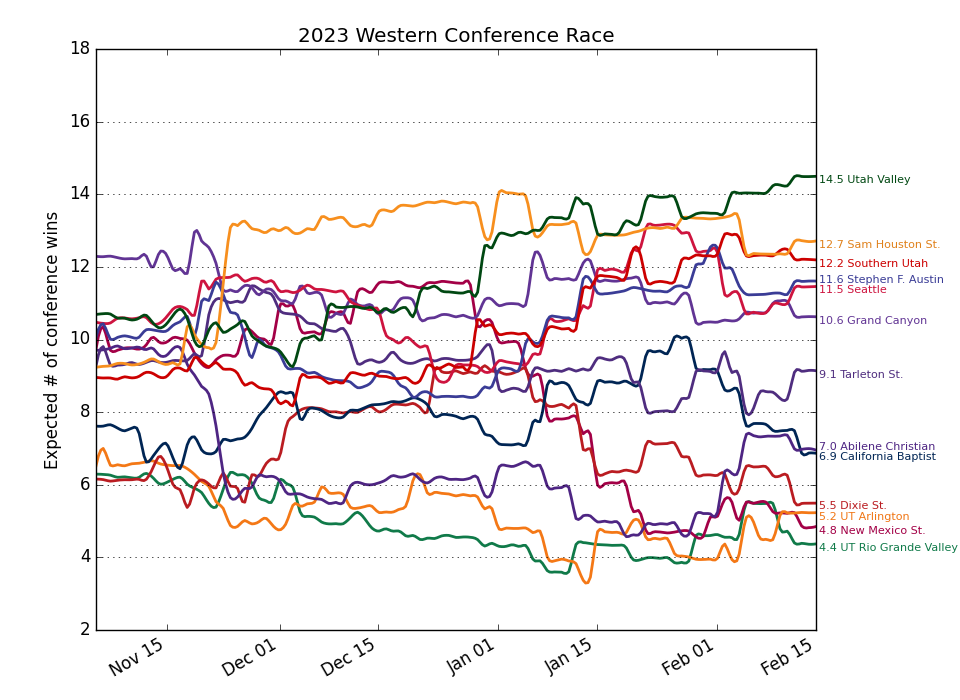 2023 Western Conference Race
Expected # of conference wins
18
16
14
12
10
8
6
4
2
Nov 15
Dec 01
Dec 15
Jan 01
Jan 15
Feb 01
Feb 15
14.5 Utah Valley
12.7 Sam Houston St.
12.2 Southern Utah
11.6 Stephen F. Austin
11.5 Seattle
10.6 Grand Canyon
9.1 Tarleton St.
7.0 Abilene Christian
6.9 California Baptist
5.5 Dixie St.
5.2 UT Arlington
4.8 New Mexico St.
4.4 UT Rio Grande Valley